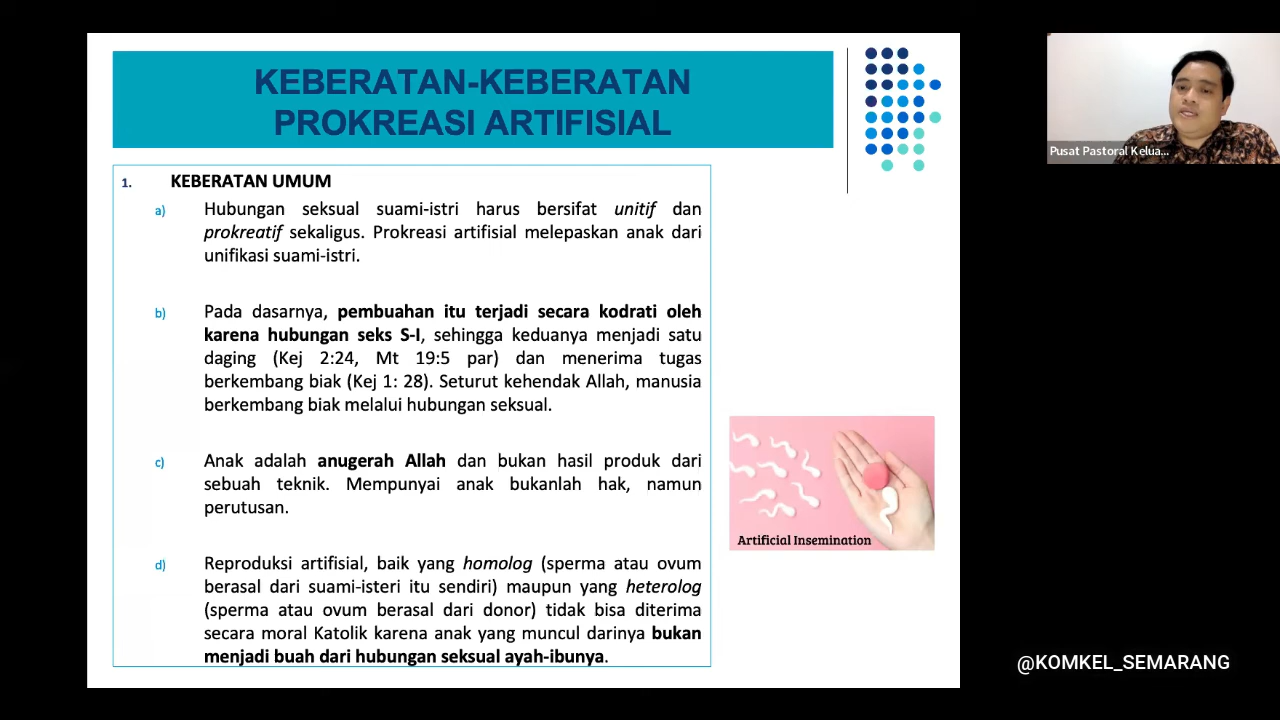 KEBERATAN-KEBERATAN
PROKREASI ARTIFISIAL
Pusat Pastoral Kelua...
1. KEBERATAN UMUM
a) Hubungan seksual suami-istri harus bersifat unitif dan
prokreatif sekaligus. Prokreasi artifisial melepaskan anak dari
unifikasi suami-istri.
b) Pada dasarnya, pembuahan itu terjadi secara kodrati oleh
karena hubungan seks S-I, sehingga keduanya menjadi satu
daging (Kej 2:24, Mt 19:5 par) dan menerima tugas
berkembang biak (Kej 1: 28). Seturut kehendak Allah, manusia
berkembang biak melalui hubungan seksual.
c) Anak adalah anugerah Allah dan bukan hasil produk dari
sebuah teknik. Mempunyai anak bukanlah hak, namun
perutusan.
Artificial Insemination
d) Reproduksi artifisial, baik yang homolog (sperma atau ovum
berasal dari suami-isteri itu sendiri) maupun yang heterolog
(sperma atau ovum berasal dari donor) tidak bisa diterima
secara moral Katolik karena anak yang muncul darinya bukan
menjadi buah dari hubungan seksual ayah-ibunya.
@KOMKEL_SEMARANG